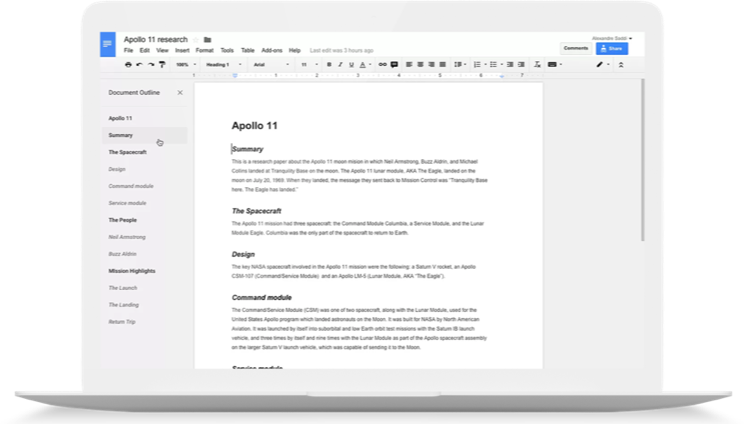 Apollo 11 research
Alexandre Santi
File Edit View Insert Format Tools Table Add-ons Help Last edit was 3 hours ago
Comments Share
100% Heading 1 Arial 11 B I U A
1 1 2 3 4 5 6 7
Document Outline
Apollo 11
Summary
The Spacecraft
Design
Command module
Service module
The People
Neil Armstrong
Buzz Aldrin
Mission Highlights
The Launch
The Landing
Return Trip
Apollo 11
Summary
This is a research paper about the Apollo 11 moon mision in which Neil Armstrong, Buzz Aldrin, and Michael
Collins landed at Tranquility Base on the moon. The Apollo 11 lunar module, AKA The Eagle, landed on the
moon on July 20, 1969. When they landed, the message they sent back to Mission Control was "Tranquility Base
here. The Eagle has landed."
The Spacecraft
The Apollo 11 mission had three spacecraft: the Command Module Columbia, a Service Module, and the Lunar
Module Eagle. Columbia was the only part of the spacecraft to return to Earth.
Design
The key NASA spacecraft involved in the Apollo 11 mission were the following: a Saturn V rocket, an Apollo
CSM-107 (Command/Service Module) and an Apollo LM-5 (Lunar Module, AKA "The Eagle").
Command module
The Command/Service Module (CSM) was one of two spacecraft, along with the Lunar Module, used for the
United States Apollo program which landed astronauts on the Moon. It was built for NASA by North American
Aviation. It was launched by itself into suborbital and low Earth orbit test missions with the Saturn IB launch
vehicle, and three times by itself and nine times with the Lunar Module as part of the Apollo spacecraft assembly
on the larger Saturn V launch vehicle, which was capable of sending it to the Moon.
Service module